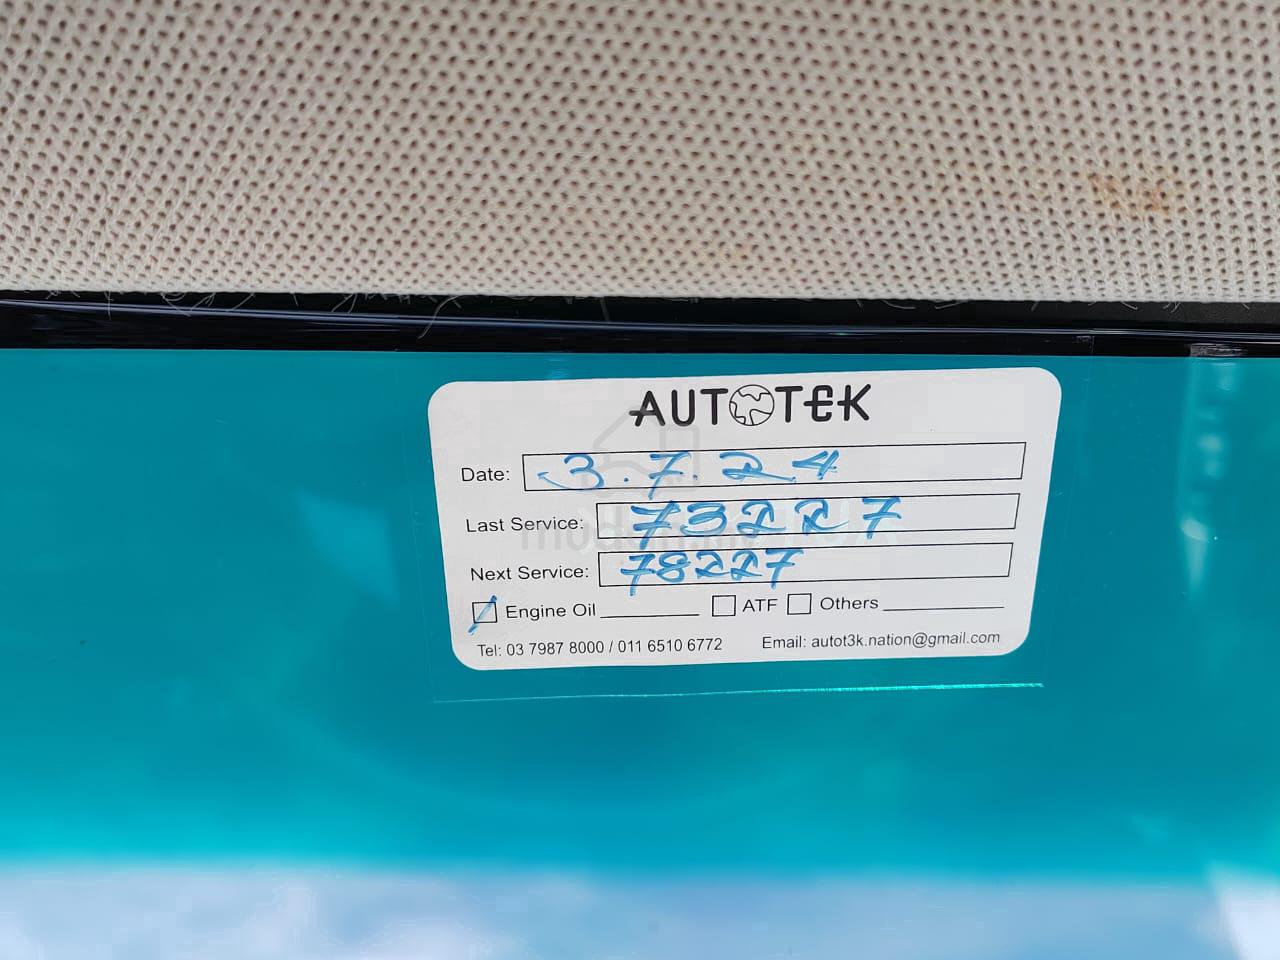 AUTOTEK
Date: 3.7.24
Last Service: 73227
Next Service: 78227
Engine Oil ATF Others
Tel: 03 7987 8000 / 011 6510 6772 Email: autot3k.nation@gmail.com